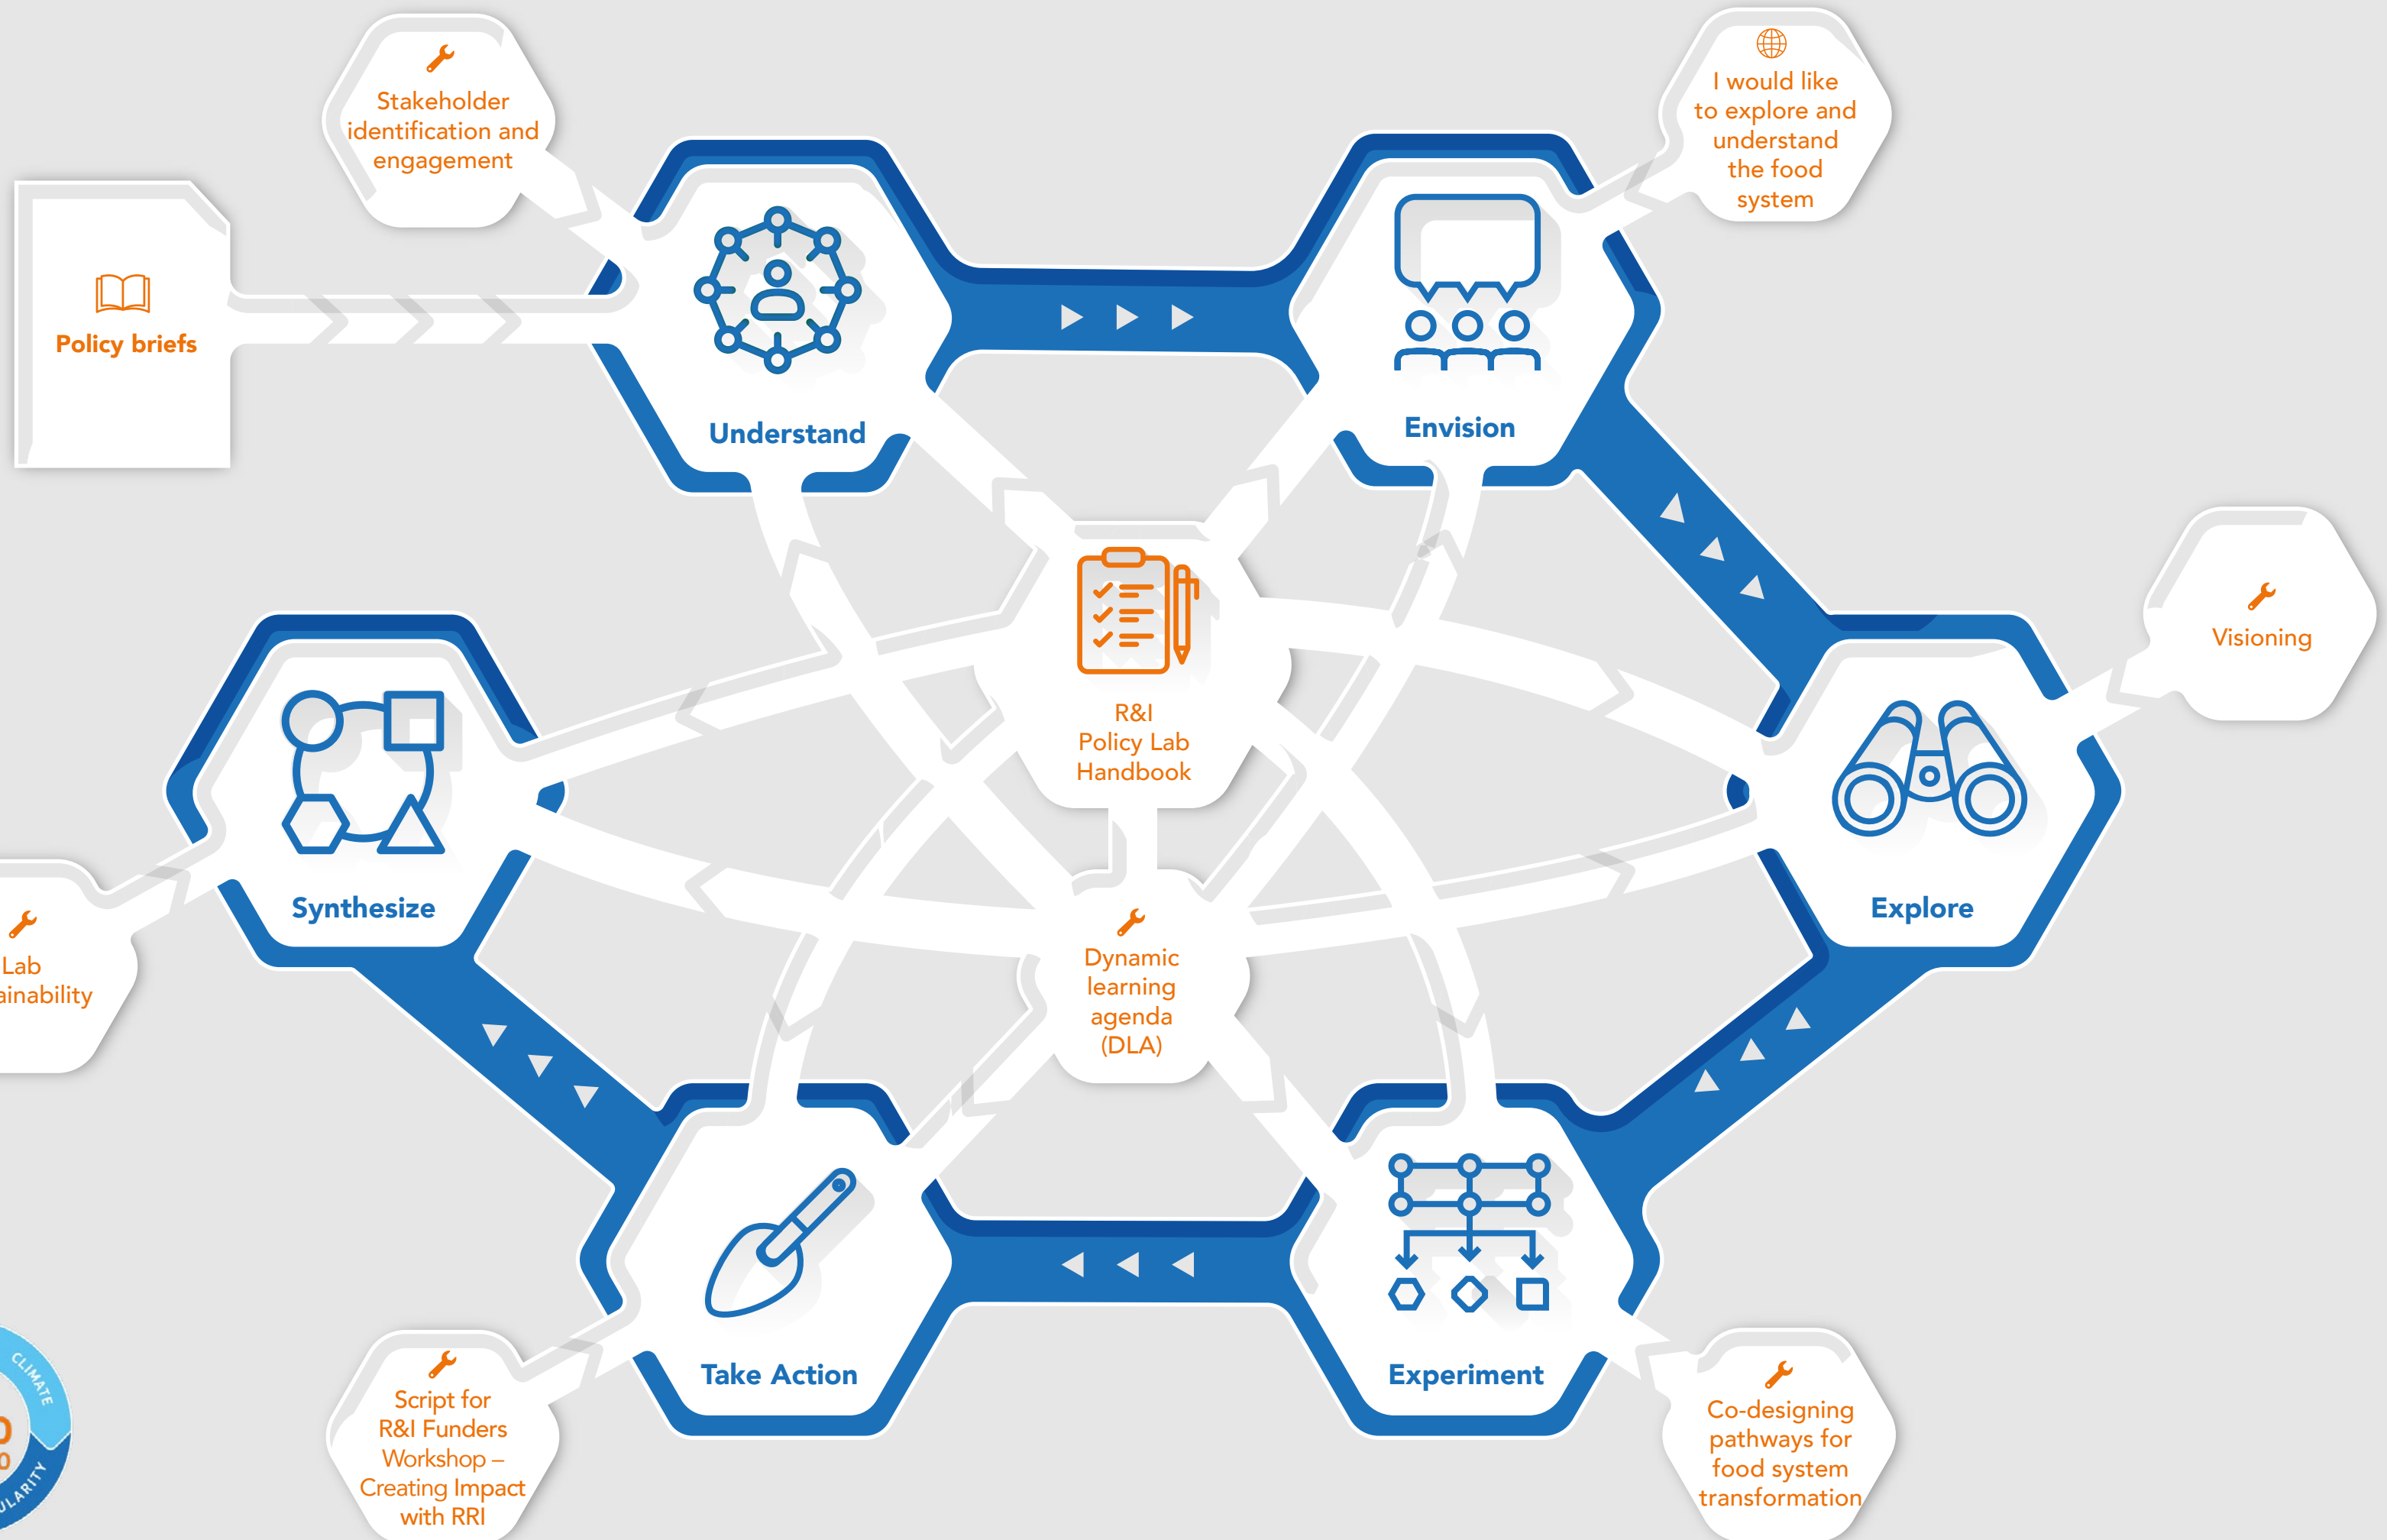 Stakeholder
identification and
engagement
I would like
to explore and
understand
the food
system
Policy briefs
Understand
Envision
Visioning
R&I
Policy Lab
Handbook
Synthesize
Explore
Lab
Dynamic
learning
agenda
(DLA)
Take Action
Experiment
CLIMATE
Script for
R&I Funders
Workshop –
Creating Impact
with RRI
Co-designing
pathways for
food system
transformation